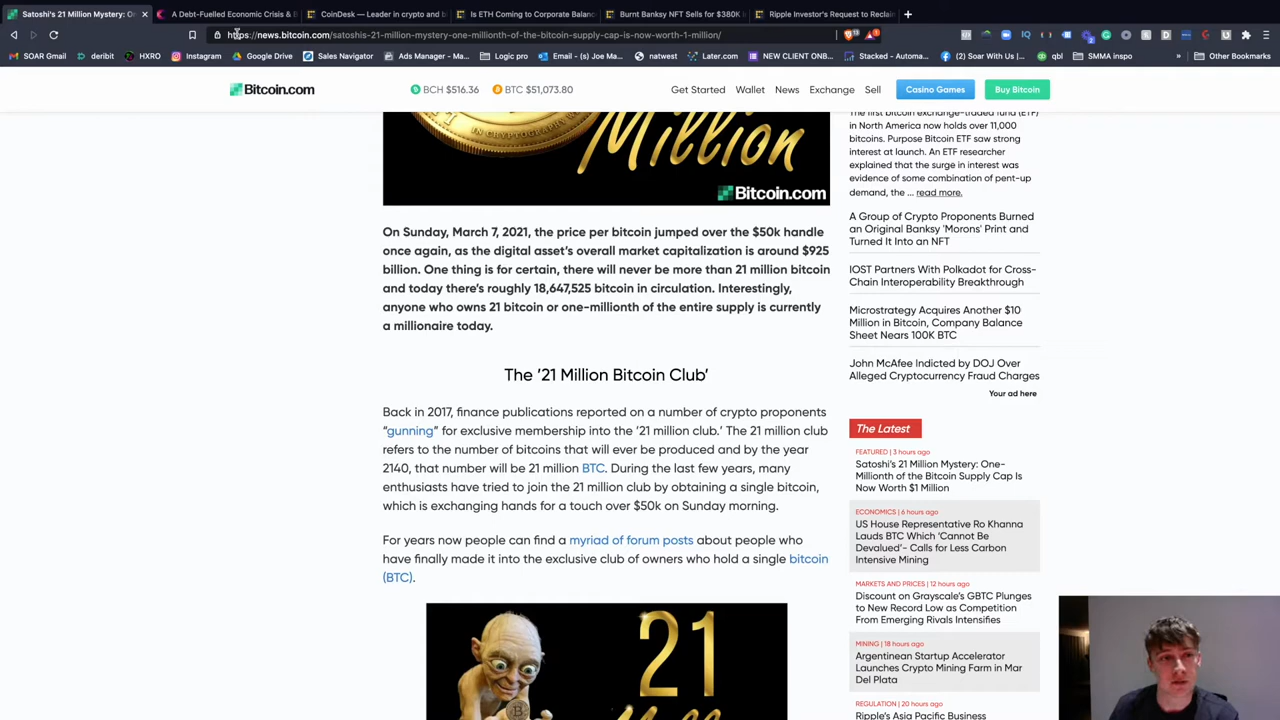 Satoshi's 21 Million Mystery: On
A Debt-Fuelled Economic Crisis & B
CoinDesk — Leader in crypto and b
Is ETH Coming to Corporate Balanc
Burnt Banksy NFT Sells for $380K I
Ripple Investor's Request to Reclai
https://news.bitcoin.com/satoshis-21-million-mystery-one-millionth-of-the-bitcoin-supply-cap-is-now-worth-1-million/
SOAR Gmail
deribit
HXRO
Instagram
Google Drive
Sales Navigator
Ads Manager - Ma...
Logic pro
Email - (s) Joe Ma...
natwest
Later.com
NEW CLIENT ONB...
Stacked - Automa...
(2) Soar With Us |...
qbl
SMMA inspo
»
Other Bookmarks
Bitcoin.com
BCH $516.36
BTC $51,073.80
Get Started
Wallet
News
Exchange
Sell
Casino Games
Buy Bitcoin
IN CRYPTOGRAPHY
Million
Bitcoin.com
On Sunday, March 7, 2021, the price per bitcoin jumped over the $50k handle
once again, as the digital asset's overall market capitalization is around $925
billion. One thing is for certain, there will never be more than 21 million bitcoin
and today there's roughly 18,647,525 bitcoin in circulation. Interestingly,
anyone who owns 21 bitcoin or one-millionth of the entire supply is currently
a millionaire today.
The '21 Million Bitcoin Club'
Back in 2017, finance publications reported on a number of crypto proponents
"gunning" for exclusive membership into the '21 million club.' The 21 million club
refers to the number of bitcoins that will ever be produced and by the year
2140, that number will be 21 million BTC. During the last few years, many
enthusiasts have tried to join the 21 million club by obtaining a single bitcoin,
which is exchanging hands for a touch over $50k on Sunday morning.
For years now people can find a myriad of forum posts about people who
have finally made it into the exclusive club of owners who hold a single bitcoin
(BTC).
21
The first bitcoin exchange-traded fund (ETF)
in North America now holds over 11,000
bitcoins. Purpose Bitcoin ETF saw strong
interest at launch. An ETF researcher
explained that the surge in interest was
evidence of some combination of pent-up
demand, the ... read more.
A Group of Crypto Proponents Burned
an Original Banksy 'Morons' Print and
Turned It Into an NFT
IOST Partners With Polkadot for Cross-
Chain Interoperability Breakthrough
Microstrategy Acquires Another $10
Million in Bitcoin, Company Balance
Sheet Nears 100K BTC
John McAfee Indicted by DOJ Over
Alleged Cryptocurrency Fraud Charges
Your ad here
The Latest
FEATURED | 3 hours ago
Satoshi's 21 Million Mystery: One-
Millionth of the Bitcoin Supply Cap Is
Now Worth $1 Million
ECONOMICS | 6 hours ago
US House Representative Ro Khanna
Lauds BTC Which 'Cannot Be
Devalued'- Calls for Less Carbon
Intensive Mining
MARKETS AND PRICES | 12 hours ago
Discount on Grayscale's GBTC Plunges
to New Record Low as Competition
From Emerging Rivals Intensifies
MINING | 18 hours ago
Argentinean Startup Accelerator
Launches Crypto Mining Farm in Mar
Del Plata
REGULATION | 20 hours ago
Ripple's Asia Pacific Business